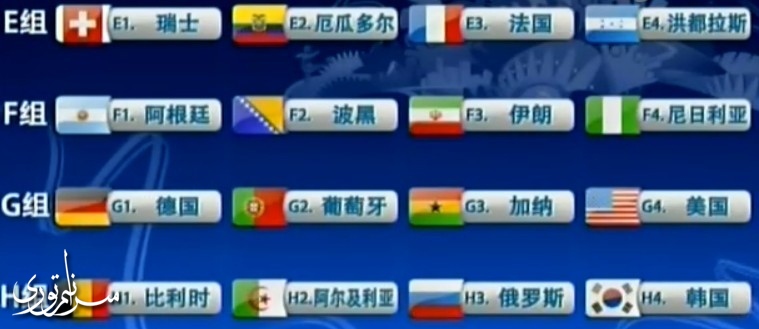 E组 E1. 瑞士 E2. 厄瓜多尔 E3. 法国 E4. 洪都拉斯
F组 F1. 阿根廷 F2. 波黑 F3. 伊朗 F4. 尼日利亚
G组 G1. 德国 G2. 葡萄牙 G3. 加纳 G4. 美国
H 1. 比利时 H2. 阿尔及利亚 H3. 俄罗斯 H4. 韩国